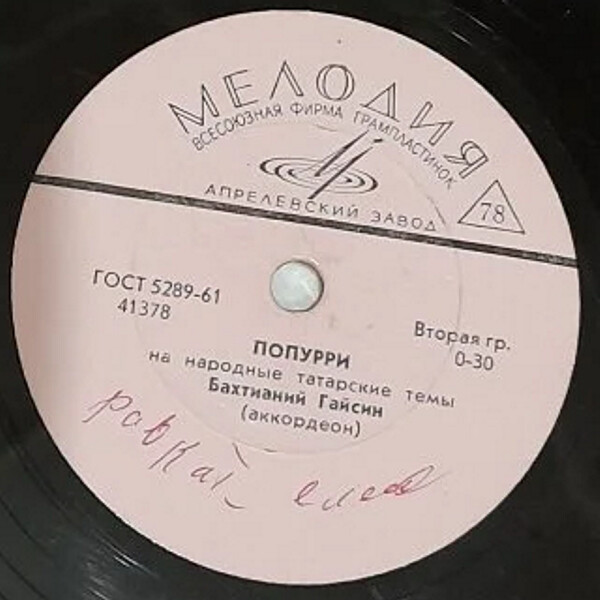 МЕЛОДИЯ
ВСЕСОЮЗНАЯ ФИРМА ГРАМПЛАСТИНОК
АПРЕЛЕВСКИЙ ЗАВОД
78
ГОСТ 5289-61
41378
Вторая гр.
0-30
ПОПУРРИ
на народные татарские темы
Бахтианий Гайсин
(аккордеон)